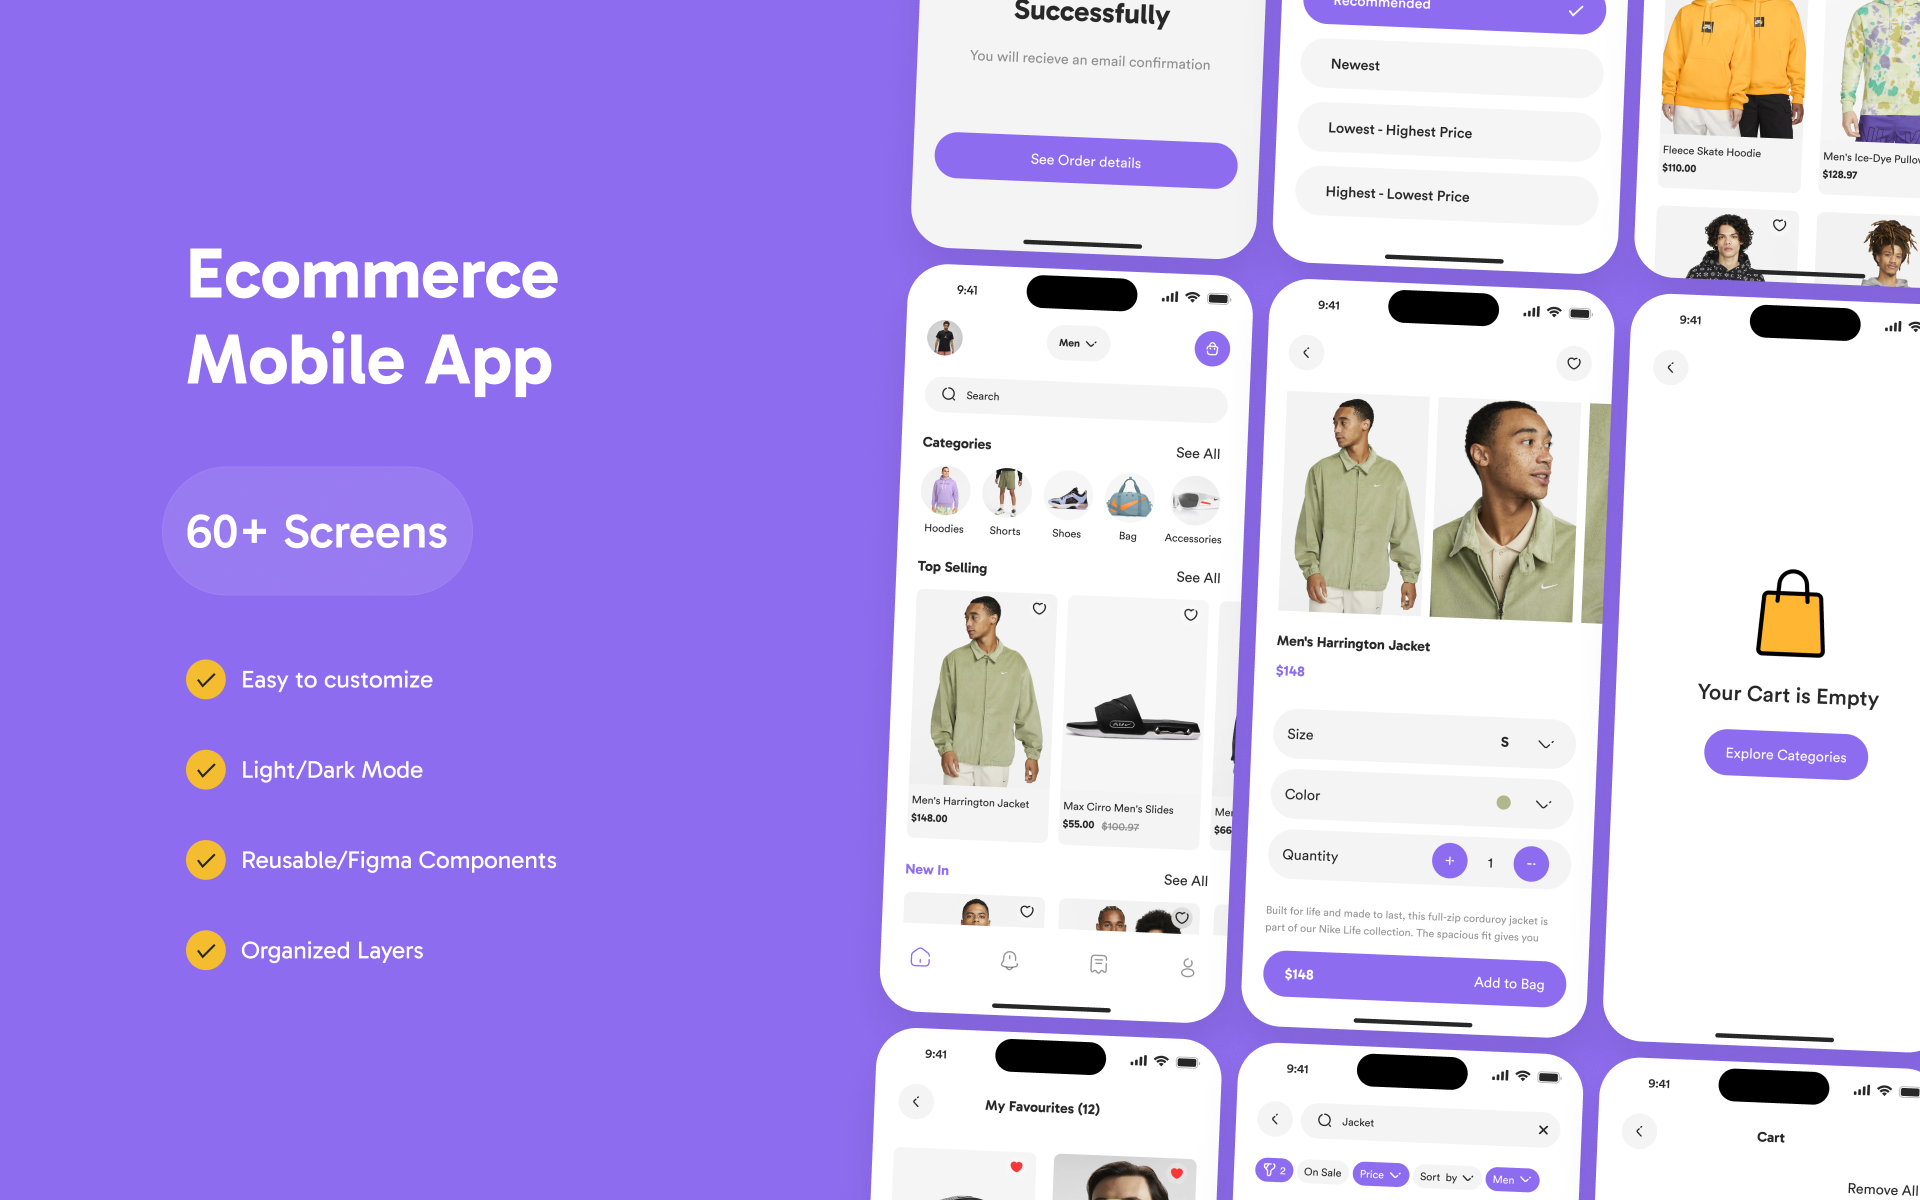 Ecommerce
Mobile App
60+ Screens
Easy to customize
Light/Dark Mode
Reusable/Figma Components
Organized Layers
Successfully
You will recieve an email confirmation
See Order details
Recommended
Newest
Lowest - Highest Price
Highest - Lowest Price
Fleece Skate Hoodie
$110.00
Men's Ice-Dye Pullov
$128.97
9:41
Men
Search
Categories
See All
Hoodies
Shorts
Shoes
Bag
Accessories
Top Selling
See All
Men's Harrington Jacket
$148.00
Max Cirro Men's Slides
$55.00 $100.97
Men
$66
New In
See All
9:41
Men's Harrington Jacket
$148
Size
S
Color
Quantity
+
1
--
Built for life and made to last, this full-zip corduroy jacket is
part of our Nike Life collection. The spacious fit gives you
$148
Add to Bag
9:41
Your Cart is Empty
Explore Categories
9:41
My Favourites (12)
9:41
Jacket
2
On Sale
Price
Sort by
Men
9:41
Cart
Remove All